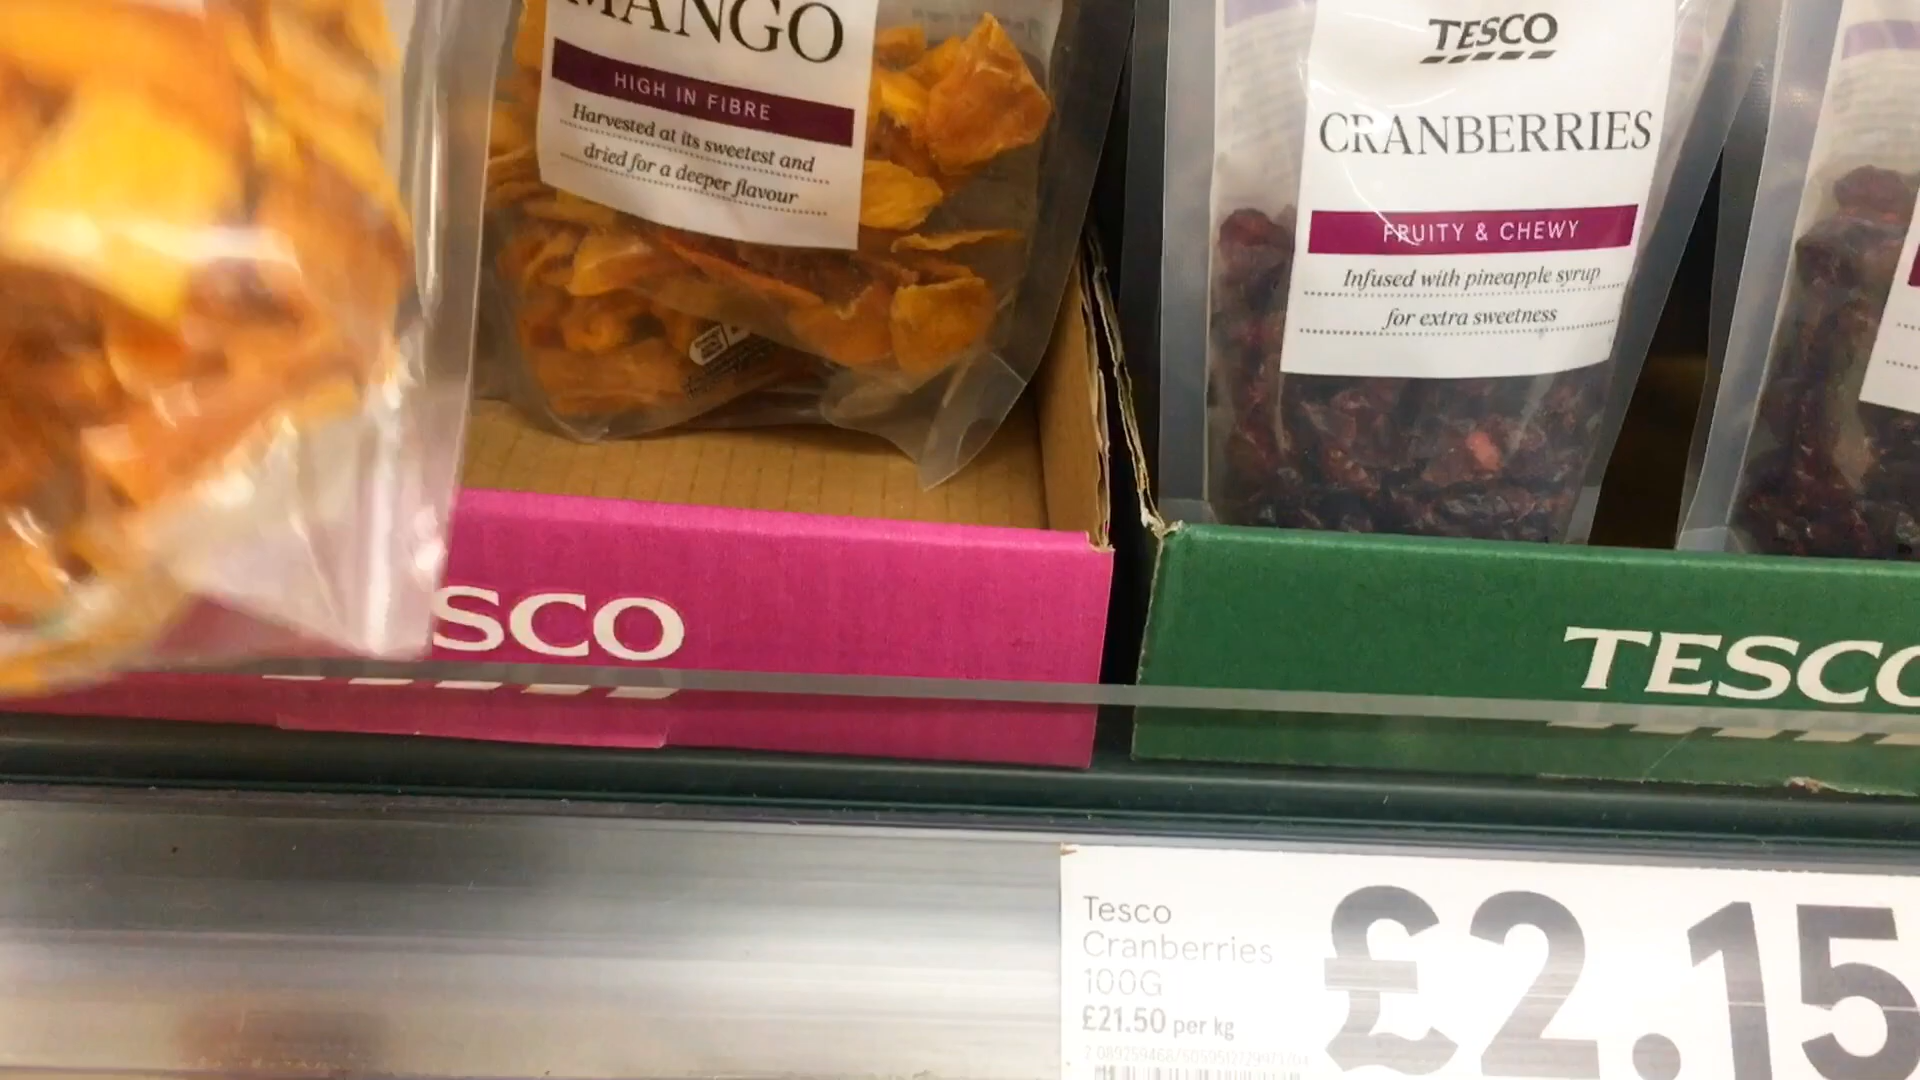 MANGO
HIGH IN FIBRE
Harvested at its sweetest and
dried for a deeper flavour
TESCO
CRANBERRIES
FRUITY & CHEWY
Infused with pineapple syrup
for extra sweetness
SCO
TESCO
Tesco
Cranberries
100G
£21.50 per kg
£2.15